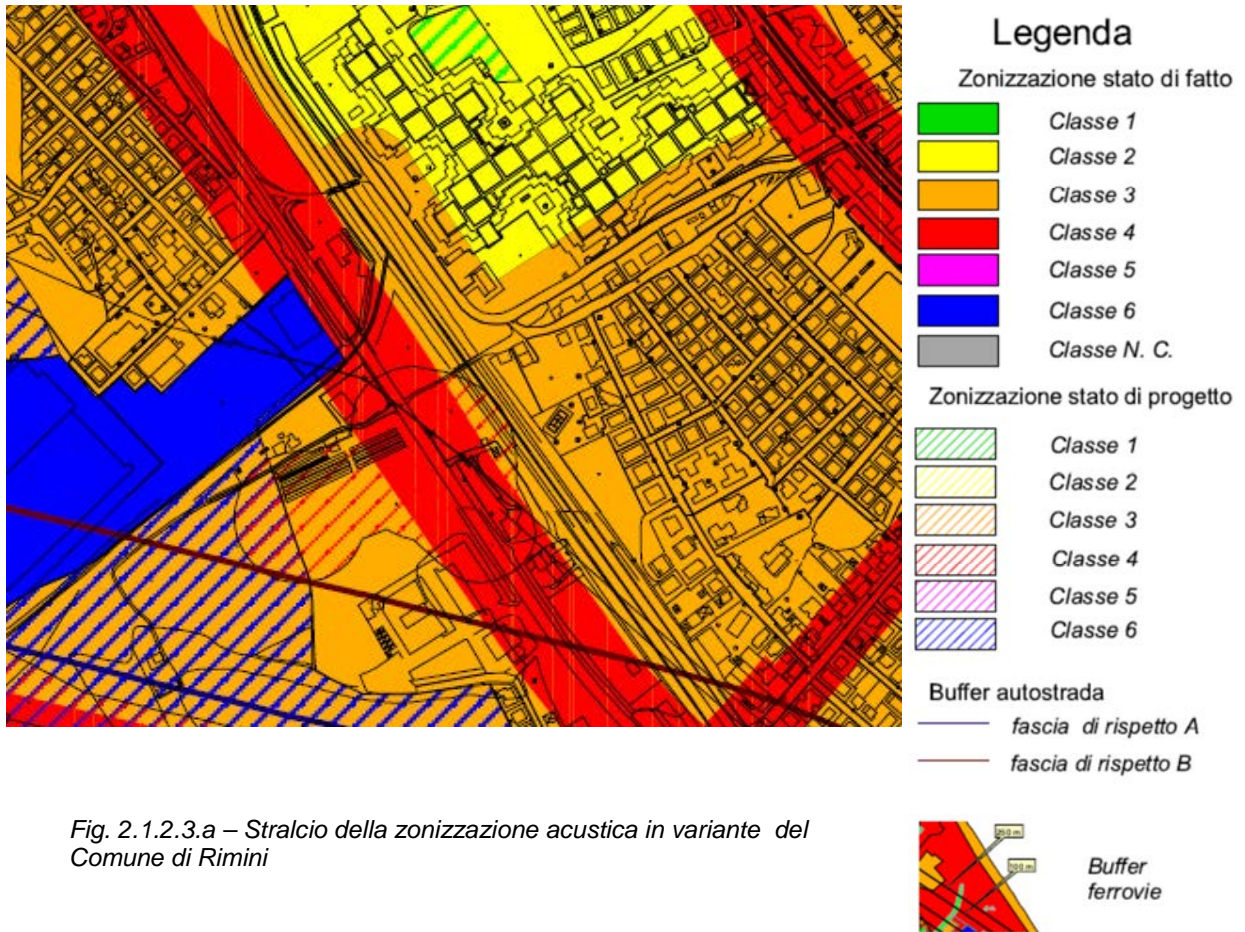 Legenda
Zonizzazione stato di fatto
Classe 1
Classe 2
Classe 3
Classe 4
Classe 5
Classe 6
Classe N. C.
Zonizzazione stato di progetto
Classe 1
Classe 2
Classe 3
Classe 4
Classe 5
Classe 6
Buffer autostrada
fascia di rispetto A
fascia di rispetto B
250 m
100 m
Buffer
ferrovie
Fig. 2.1.2.3.a – Stralcio della zonizzazione acustica in variante del
Comune di Rimini